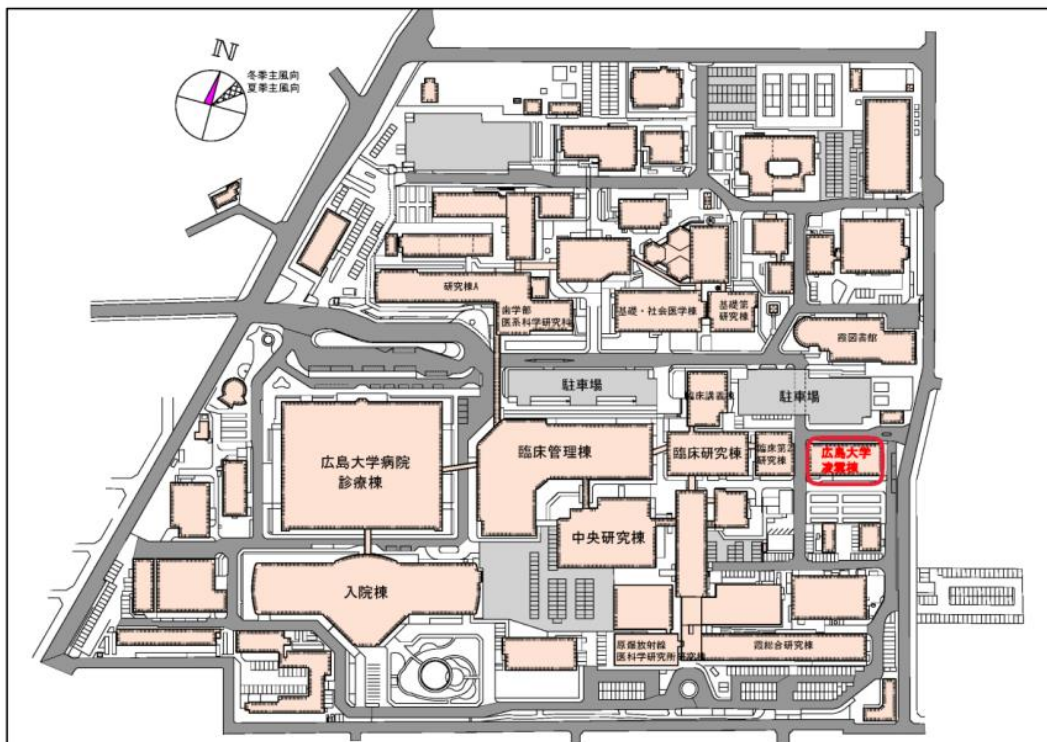 N
冬季主風向
夏季主風向
研究棟A
歯学部
医系科学研究科
基礎・社会医学棟
基礎第
研究棟
霞図書館
駐車場
臨床講義棟
駐車場
広島大学病院
診療棟
臨床管理棟
臨床研究棟
臨床第2
研究棟
広島大学
凌雲棟
中央研究棟
入院棟
原爆放射線
医科学研究所研究棟
霞総合研究棟